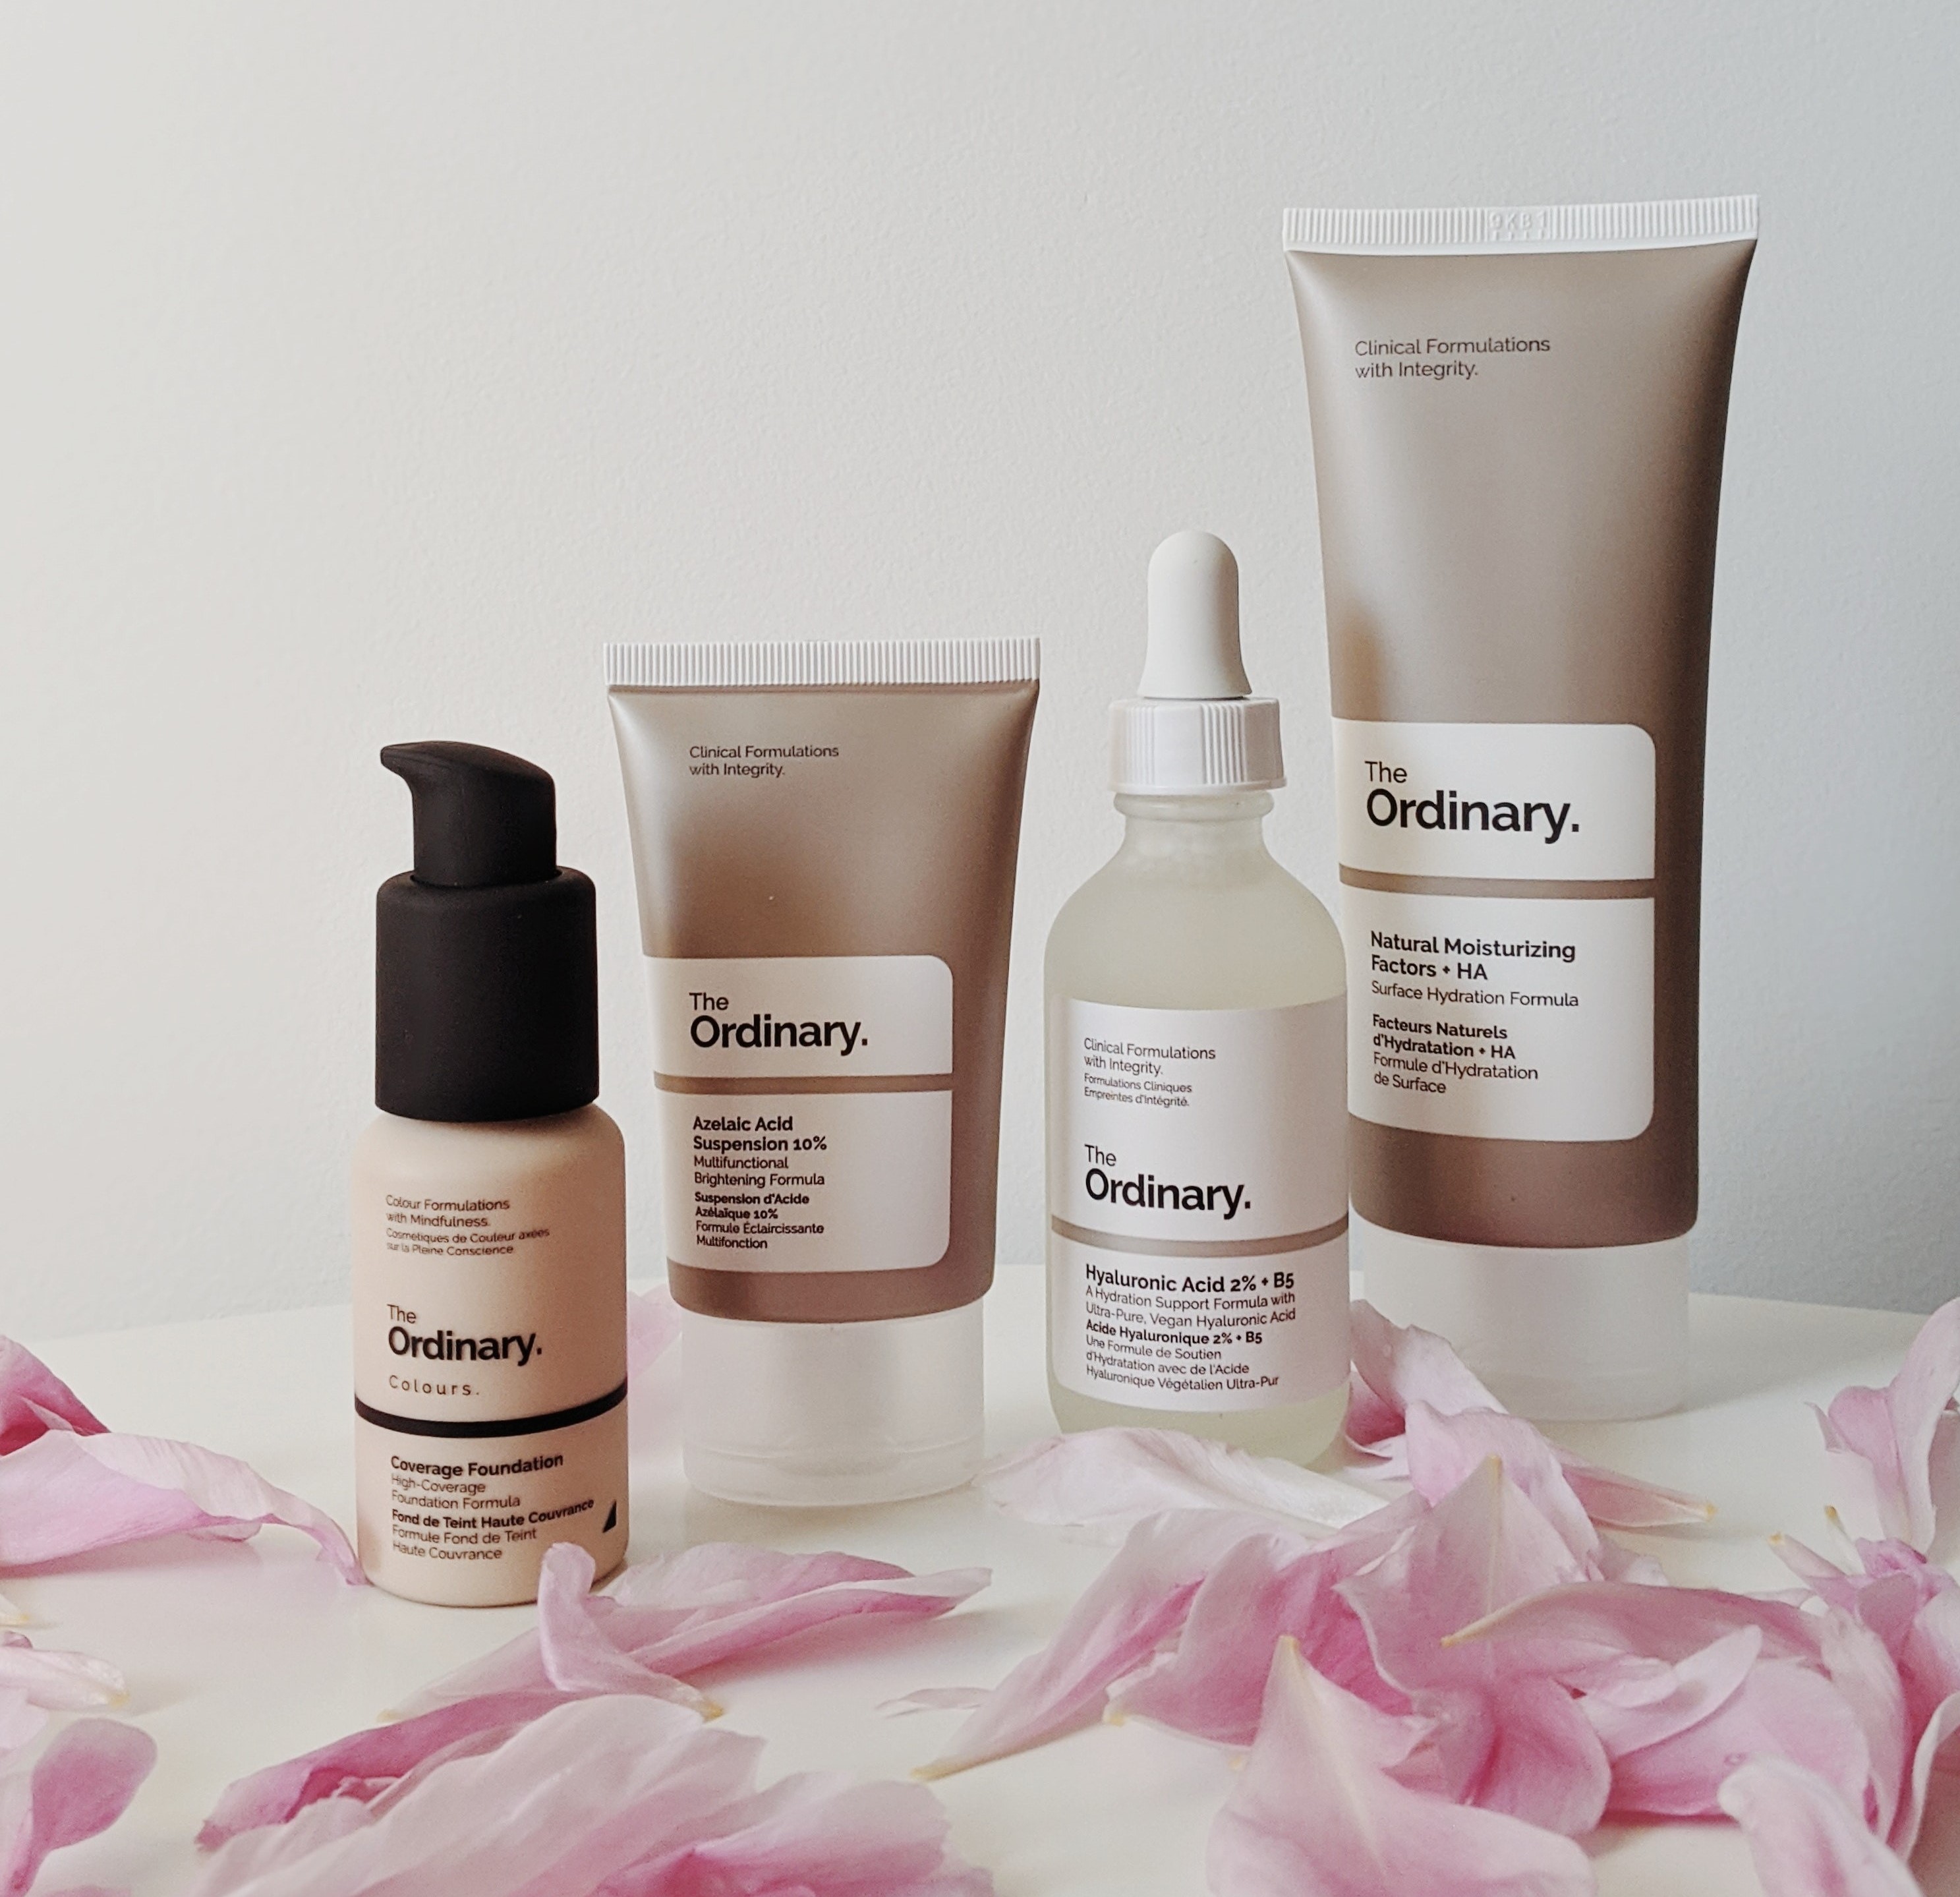 Colour Formulations
with Mindfulness.
Cosmetiques de Couleur axées
sur la Pleine Conscience.
The
Ordinary.
Colours.
Coverage Foundation
High-Coverage
Foundation Formula
Fond de Teint Haute Couvrance
Formule Fond de Teint
Haute Couvrance
Clinical Formulations
with Integrity.
The
Ordinary.
Azelaic Acid
Suspension 10%
Multifunctional
Brightening Formula
Suspension d'Acide
Azélaïque 10%
Formule Éclaircissante
Multifonction
Clinical Formulations
with Integrity.
Formulations Cliniques
Empreintes d'Intégrité.
The
Ordinary.
Hyaluronic Acid 2% + B5
A Hydration Support Formula with
Ultra-Pure, Vegan Hyaluronic Acid
Acide Hyaluronique 2% + B5
Une Formule de Soutien
d'Hydratation avec de l'Acide
Hyaluronique Végétalien Ultra-Pur
9KB1
Clinical Formulations
with Integrity.
The
Ordinary.
Natural Moisturizing
Factors + HA
Surface Hydration Formula
Facteurs Naturels
d'Hydratation + HA
Formule d'Hydratation
de Surface